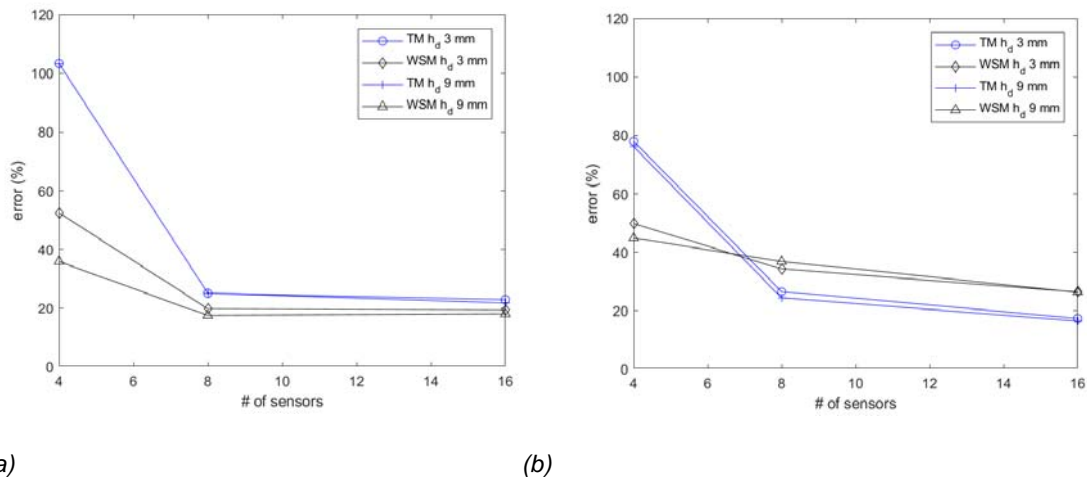 120
100
80
60
40
20
0
error (%)
4 6 8 10 12 14 16
# of sensors
TM h_d 3 mm
WSM h_d 3 mm
TM h_d 9 mm
WSM h_d 9 mm
a)
120
100
80
60
40
20
0
error (%)
4 6 8 10 12 14 16
# of sensors
TM h_d 3 mm
WSM h_d 3 mm
TM h_d 9 mm
WSM h_d 9 mm
(b)